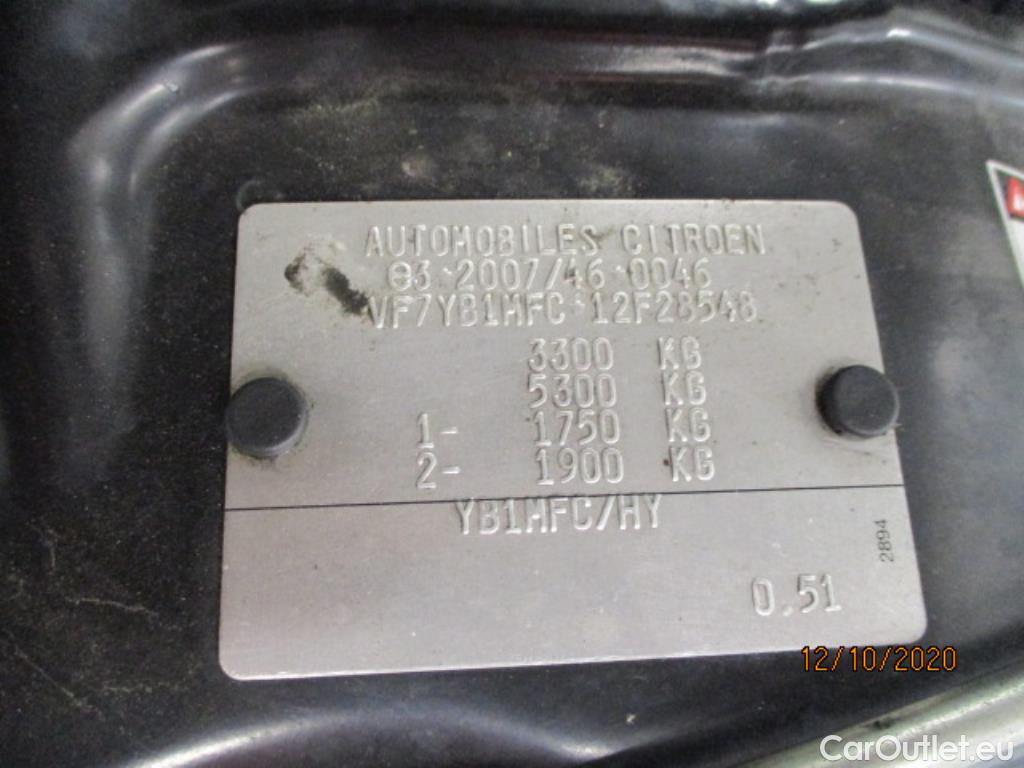 AUTOMOBILES CITROEN
e3*2007/46*0046
VF7YB1MFC*12F28548
3300 KG
5300 KG
1- 1750 KG
2- 1900 KG
YB1MFC/HY
2894
0.51
12/10/2020
CarOutlet.eu